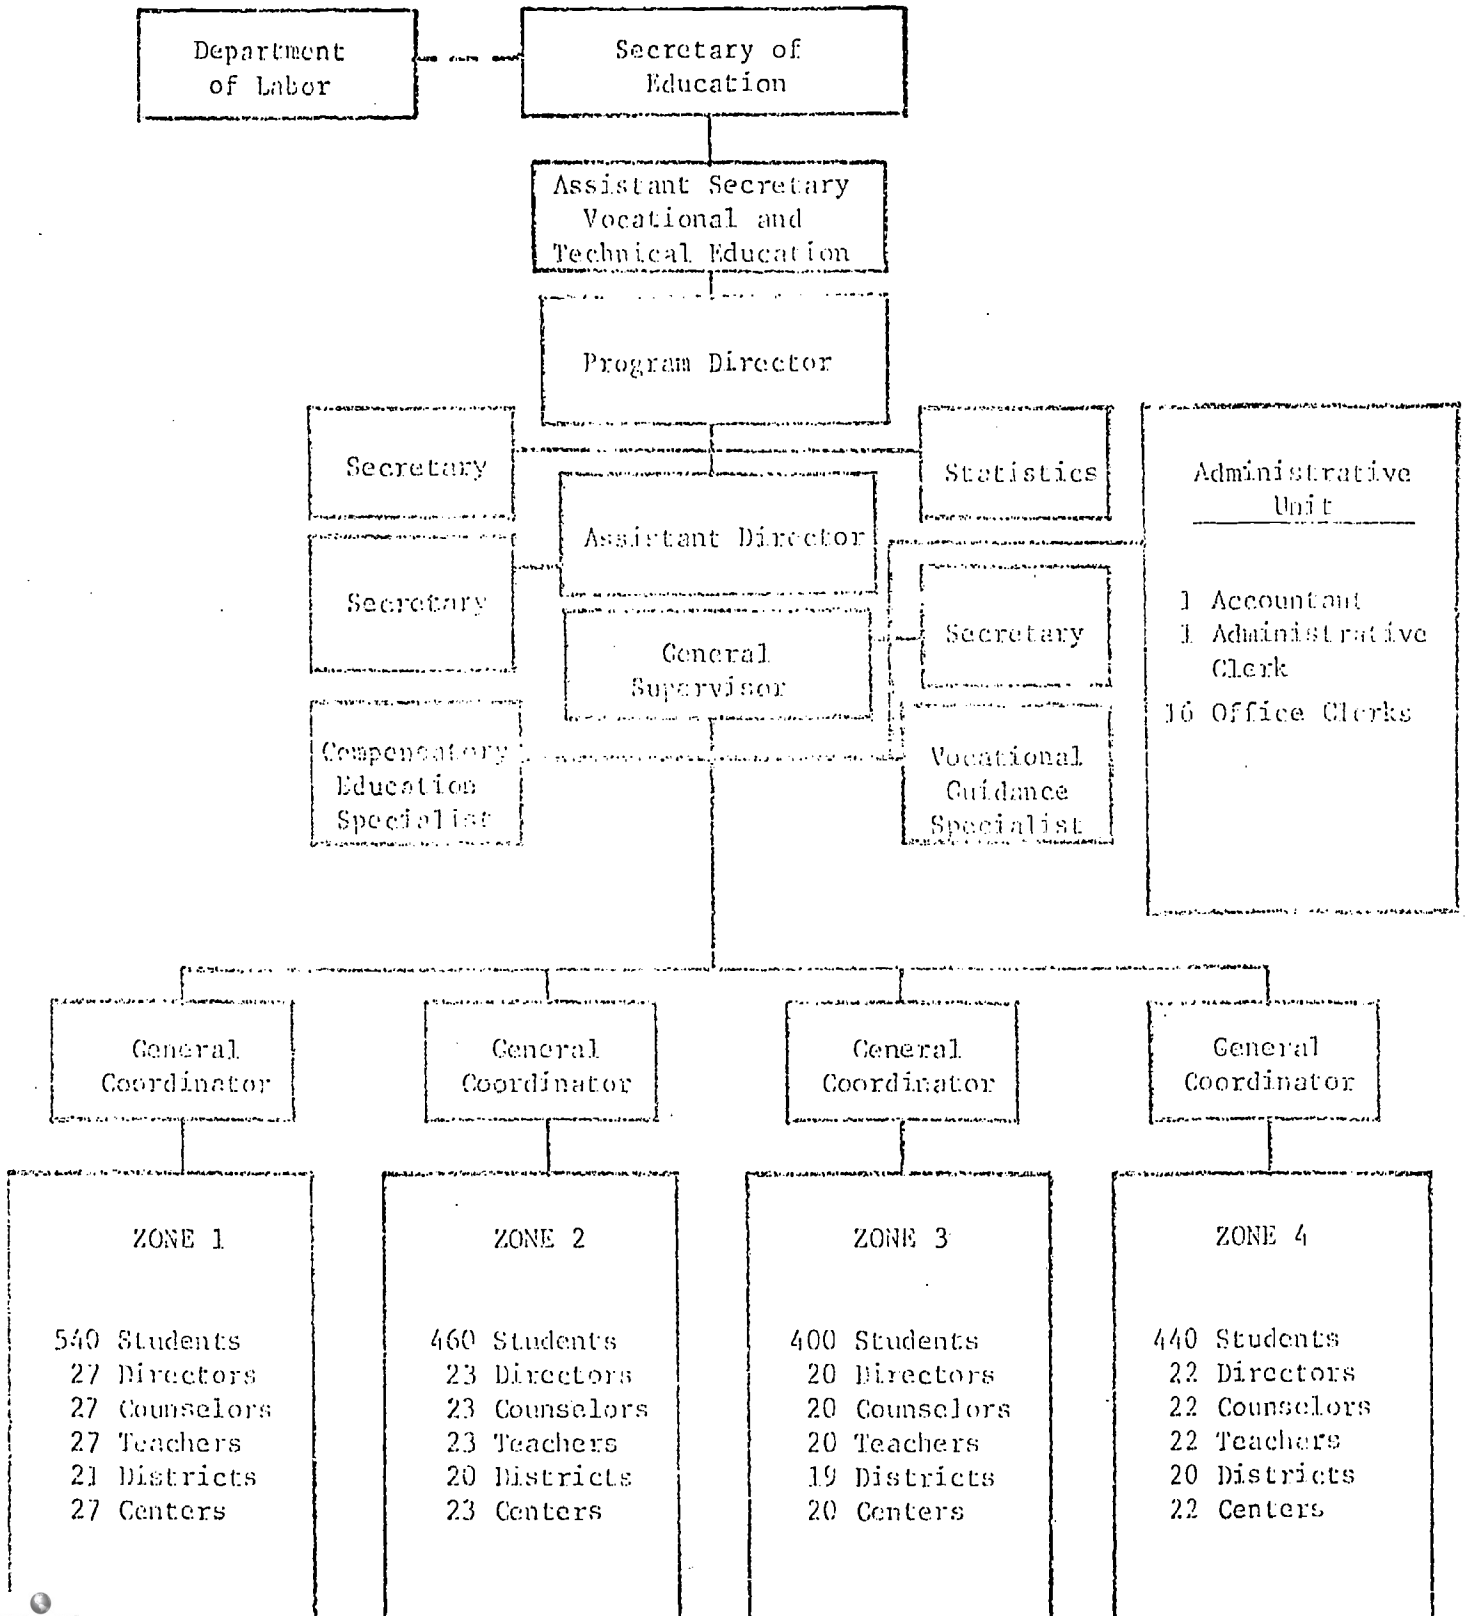 Department
of Labor
Secretary of
Education
Assistant Secretary
Vocational and
Technical Education
Program Director
Secretary
Statistics
Administrative
Unit
1 Accountant
1 Administrative
Clerk
16 Office Clerks
Assistant Director
Secretary
General
Supervisor
Secretary
Compensatory
Education
Specialist
Vocational
Guidance
Specialist
General
Coordinator
General
Coordinator
General
Coordinator
General
Coordinator
ZONE 1
540 Students
27 Directors
27 Counselors
27 Teachers
21 Districts
27 Centers
ZONE 2
460 Students
23 Directors
23 Counselors
23 Teachers
20 Districts
23 Centers
ZONE 3
400 Students
20 Directors
20 Counselors
20 Teachers
19 Districts
20 Centers
ZONE 4
440 Students
22 Directors
22 Counselors
22 Teachers
20 Districts
22 Centers